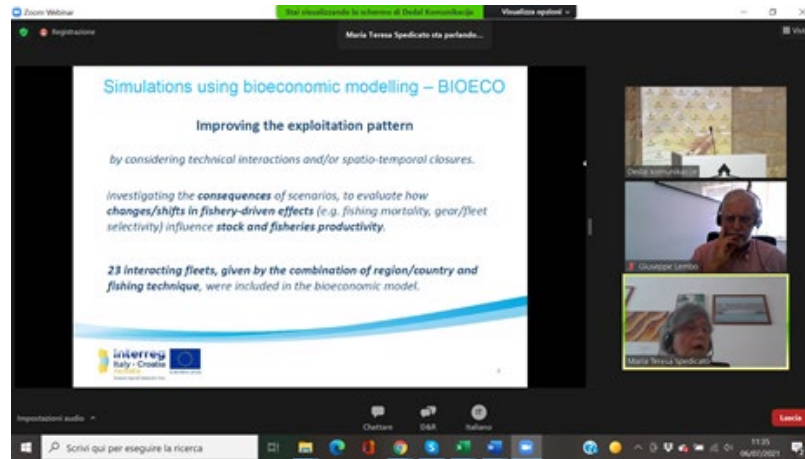 Zoom Webinar
Stai visualizzando lo schermo di Dedal Komunikacije
Visualizza opzioni
Registrazione
Maria Teresa Spedicato sta parlando...
Simulations using bioeconomic modelling – BIOECO
Improving the exploitation pattern
by considering technical interactions and/or spatio-temporal closures.
investigating the consequences of scenarios, to evaluate how
changes/shifts in fishery-driven effects (e.g. fishing mortality, gear/fleet
selectivity) influence stock and fisheries productivity.
23 interacting fleets, given by the combination of region/country and
fishing technique, were included in the bioeconomic model.
Interreg
Italy - Croatia
Dedal Komunikacije
Giuseppe Lembo
Maria Teresa Spedicato
Impostazioni audio
Chattare
D&R
Italiano
Lascia
Scrivi qui per eseguire la ricerca
11:35
06/07/2021